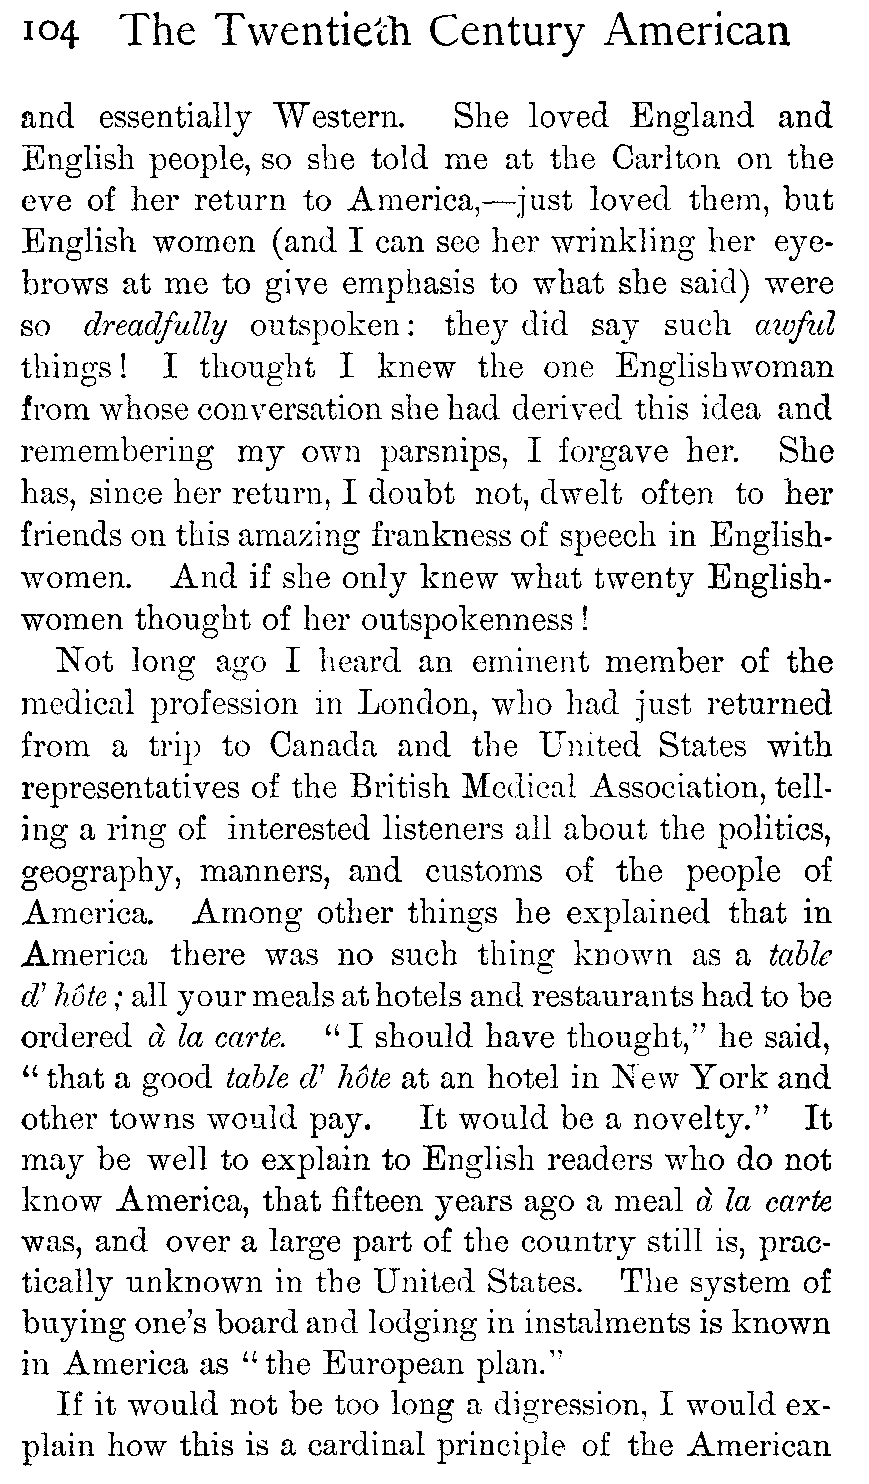 104 The Twentieth Century American
and essentially Western. She loved England and
English people, so she told me at the Carlton on the
eve of her return to America,—just loved them, but
English women (and I can see her wrinkling her eye-
brows at me to give emphasis to what she said) were
so dreadfully outspoken: they did say such awful
things! I thought I knew the one Englishwoman
from whose conversation she had derived this idea and
remembering my own parsnips, I forgave her. She
has, since her return, I doubt not, dwelt often to her
friends on this amazing frankness of speech in English-
women. And if she only knew what twenty English-
women thought of her outspokenness!
Not long ago I heard an eminent member of the
medical profession in London, who had just returned
from a trip to Canada and the United States with
representatives of the British Medical Association, tell-
ing a ring of interested listeners all about the politics,
geography, manners, and customs of the people of
America. Among other things he explained that in
America there was no such thing known as a table
d'hôte; all your meals at hotels and restaurants had to be
ordered à la carte. "I should have thought," he said,
"that a good table d'hôte at an hotel in New York and
other towns would pay. It would be a novelty." It
may be well to explain to English readers who do not
know America, that fifteen years ago a meal à la carte
was, and over a large part of the country still is, prac-
tically unknown in the United States. The system of
buying one's board and lodging in instalments is known
in America as "the European plan."
If it would not be too long a digression, I would ex-
plain how this is a cardinal principle of the American